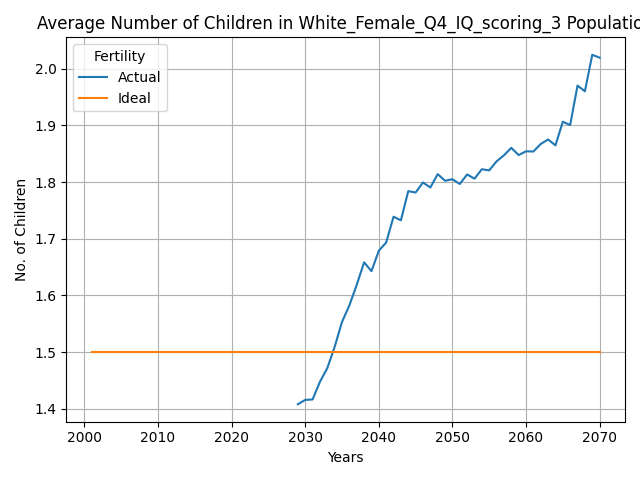 Average Number of Children in White_Female_Q4_IQ_scoring_3 Populatio
Fertility
Actual
Ideal
2.0
1.9
1.8
1.7
1.6
1.5
1.4
No. of Children
2000 2010 2020 2030 2040 2050 2060 2070
Years